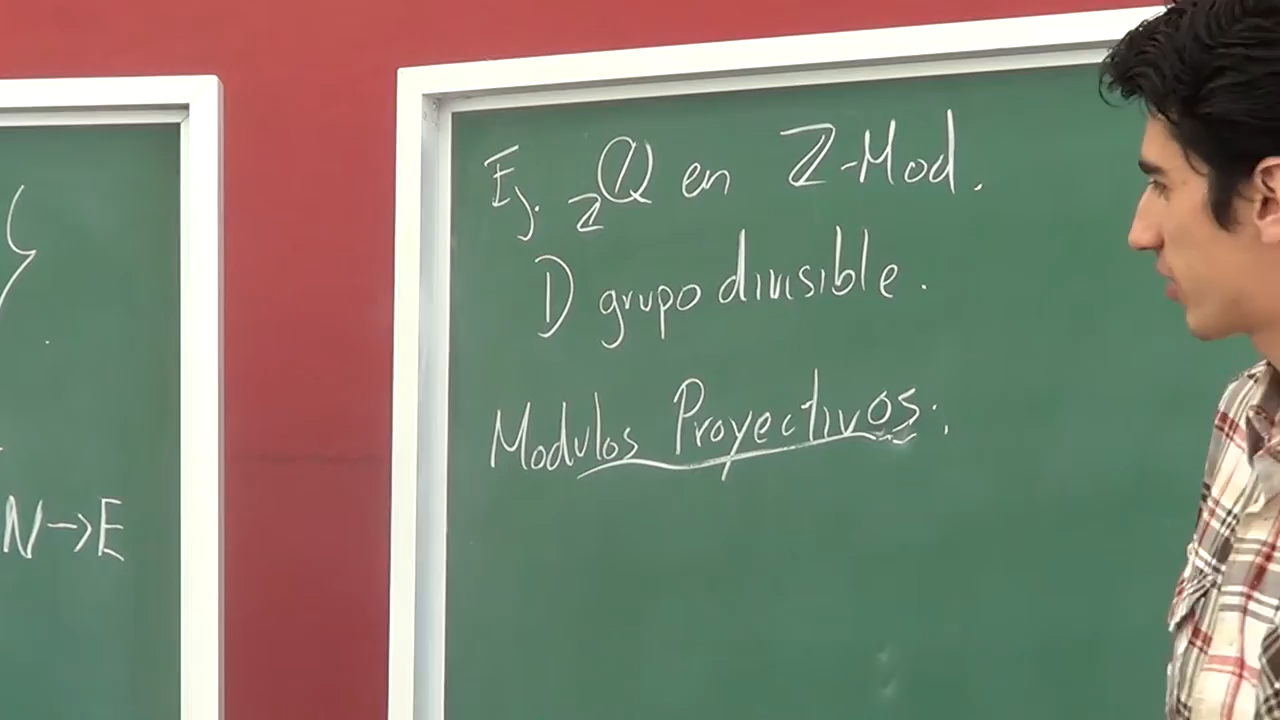 N→E
Ej. ℤℚ en ℤ-Mod.
D grupo divisible.
Modulos Proyectivos: